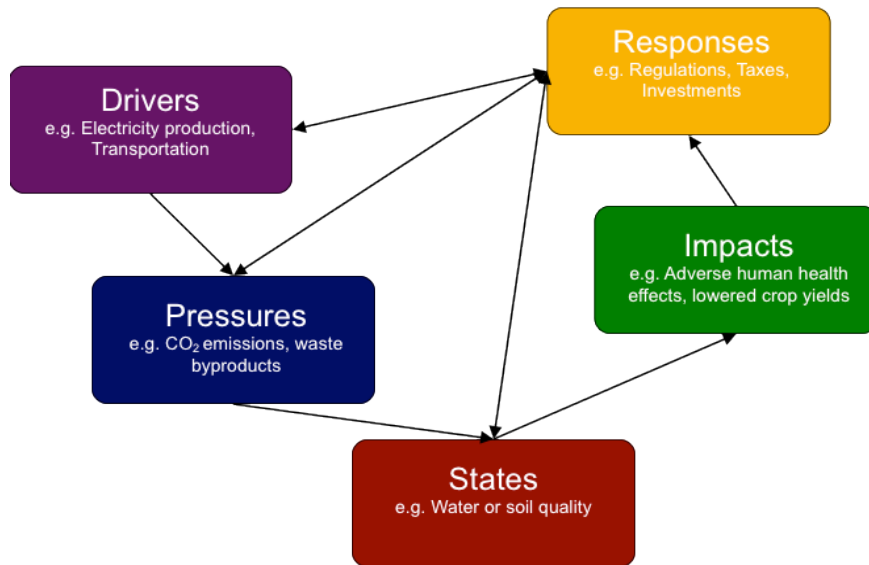 Responses
e.g. Regulations, Taxes,
Investments
Drivers
e.g. Electricity production,
Transportation
Impacts
e.g. Adverse human health
effects, lowered crop yields
Pressures
e.g. CO₂ emissions, waste
byproducts
States
e.g. Water or soil quality